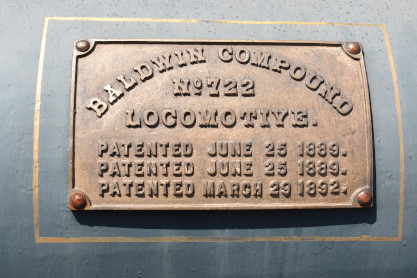 BALDWIN COMPOUND
No. 722
LOCOMOTIVE.
PATENTED JUNE 25 1889.
PATENTED JUNE 25 1889.
PATENTED MARCH 29 1892.